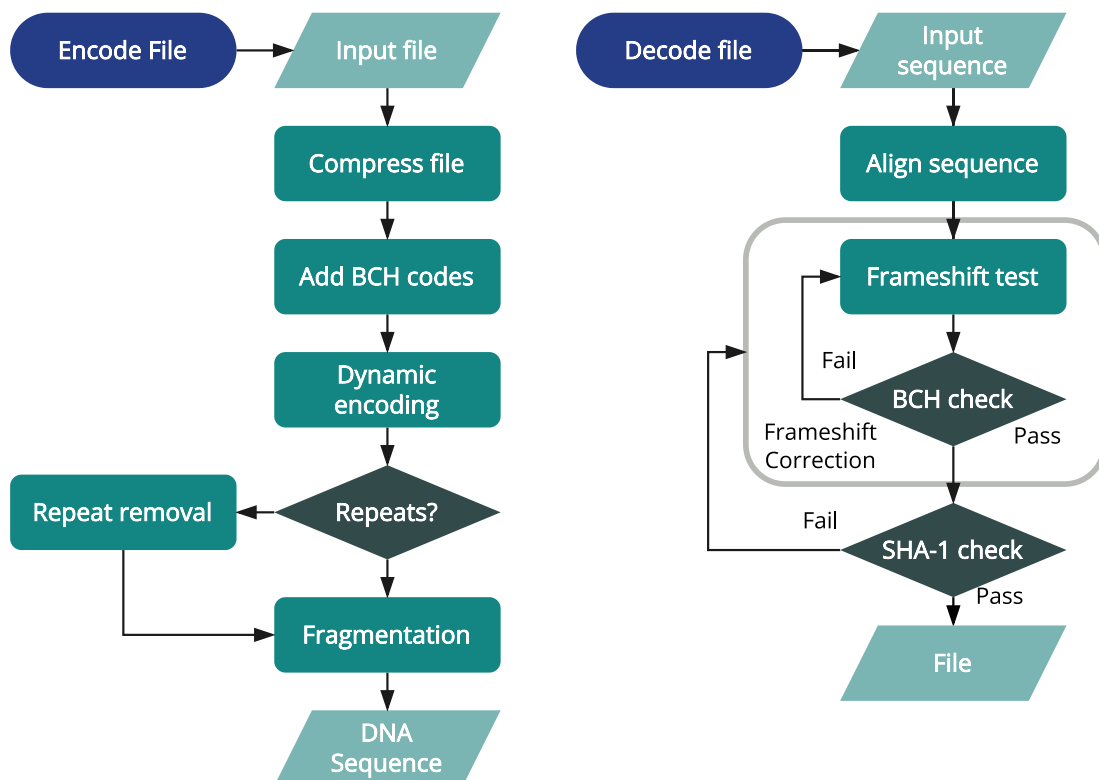 Encode File
Input file
Compress file
Add BCH codes
Dynamic
encoding
Repeats?
Repeat removal
Fragmentation
DNA
Sequence
Decode file
Input
sequence
Align sequence
Frameshift test
Fail
BCH check
Pass
Frameshift
Correction
Fail
SHA-1 check
Pass
File